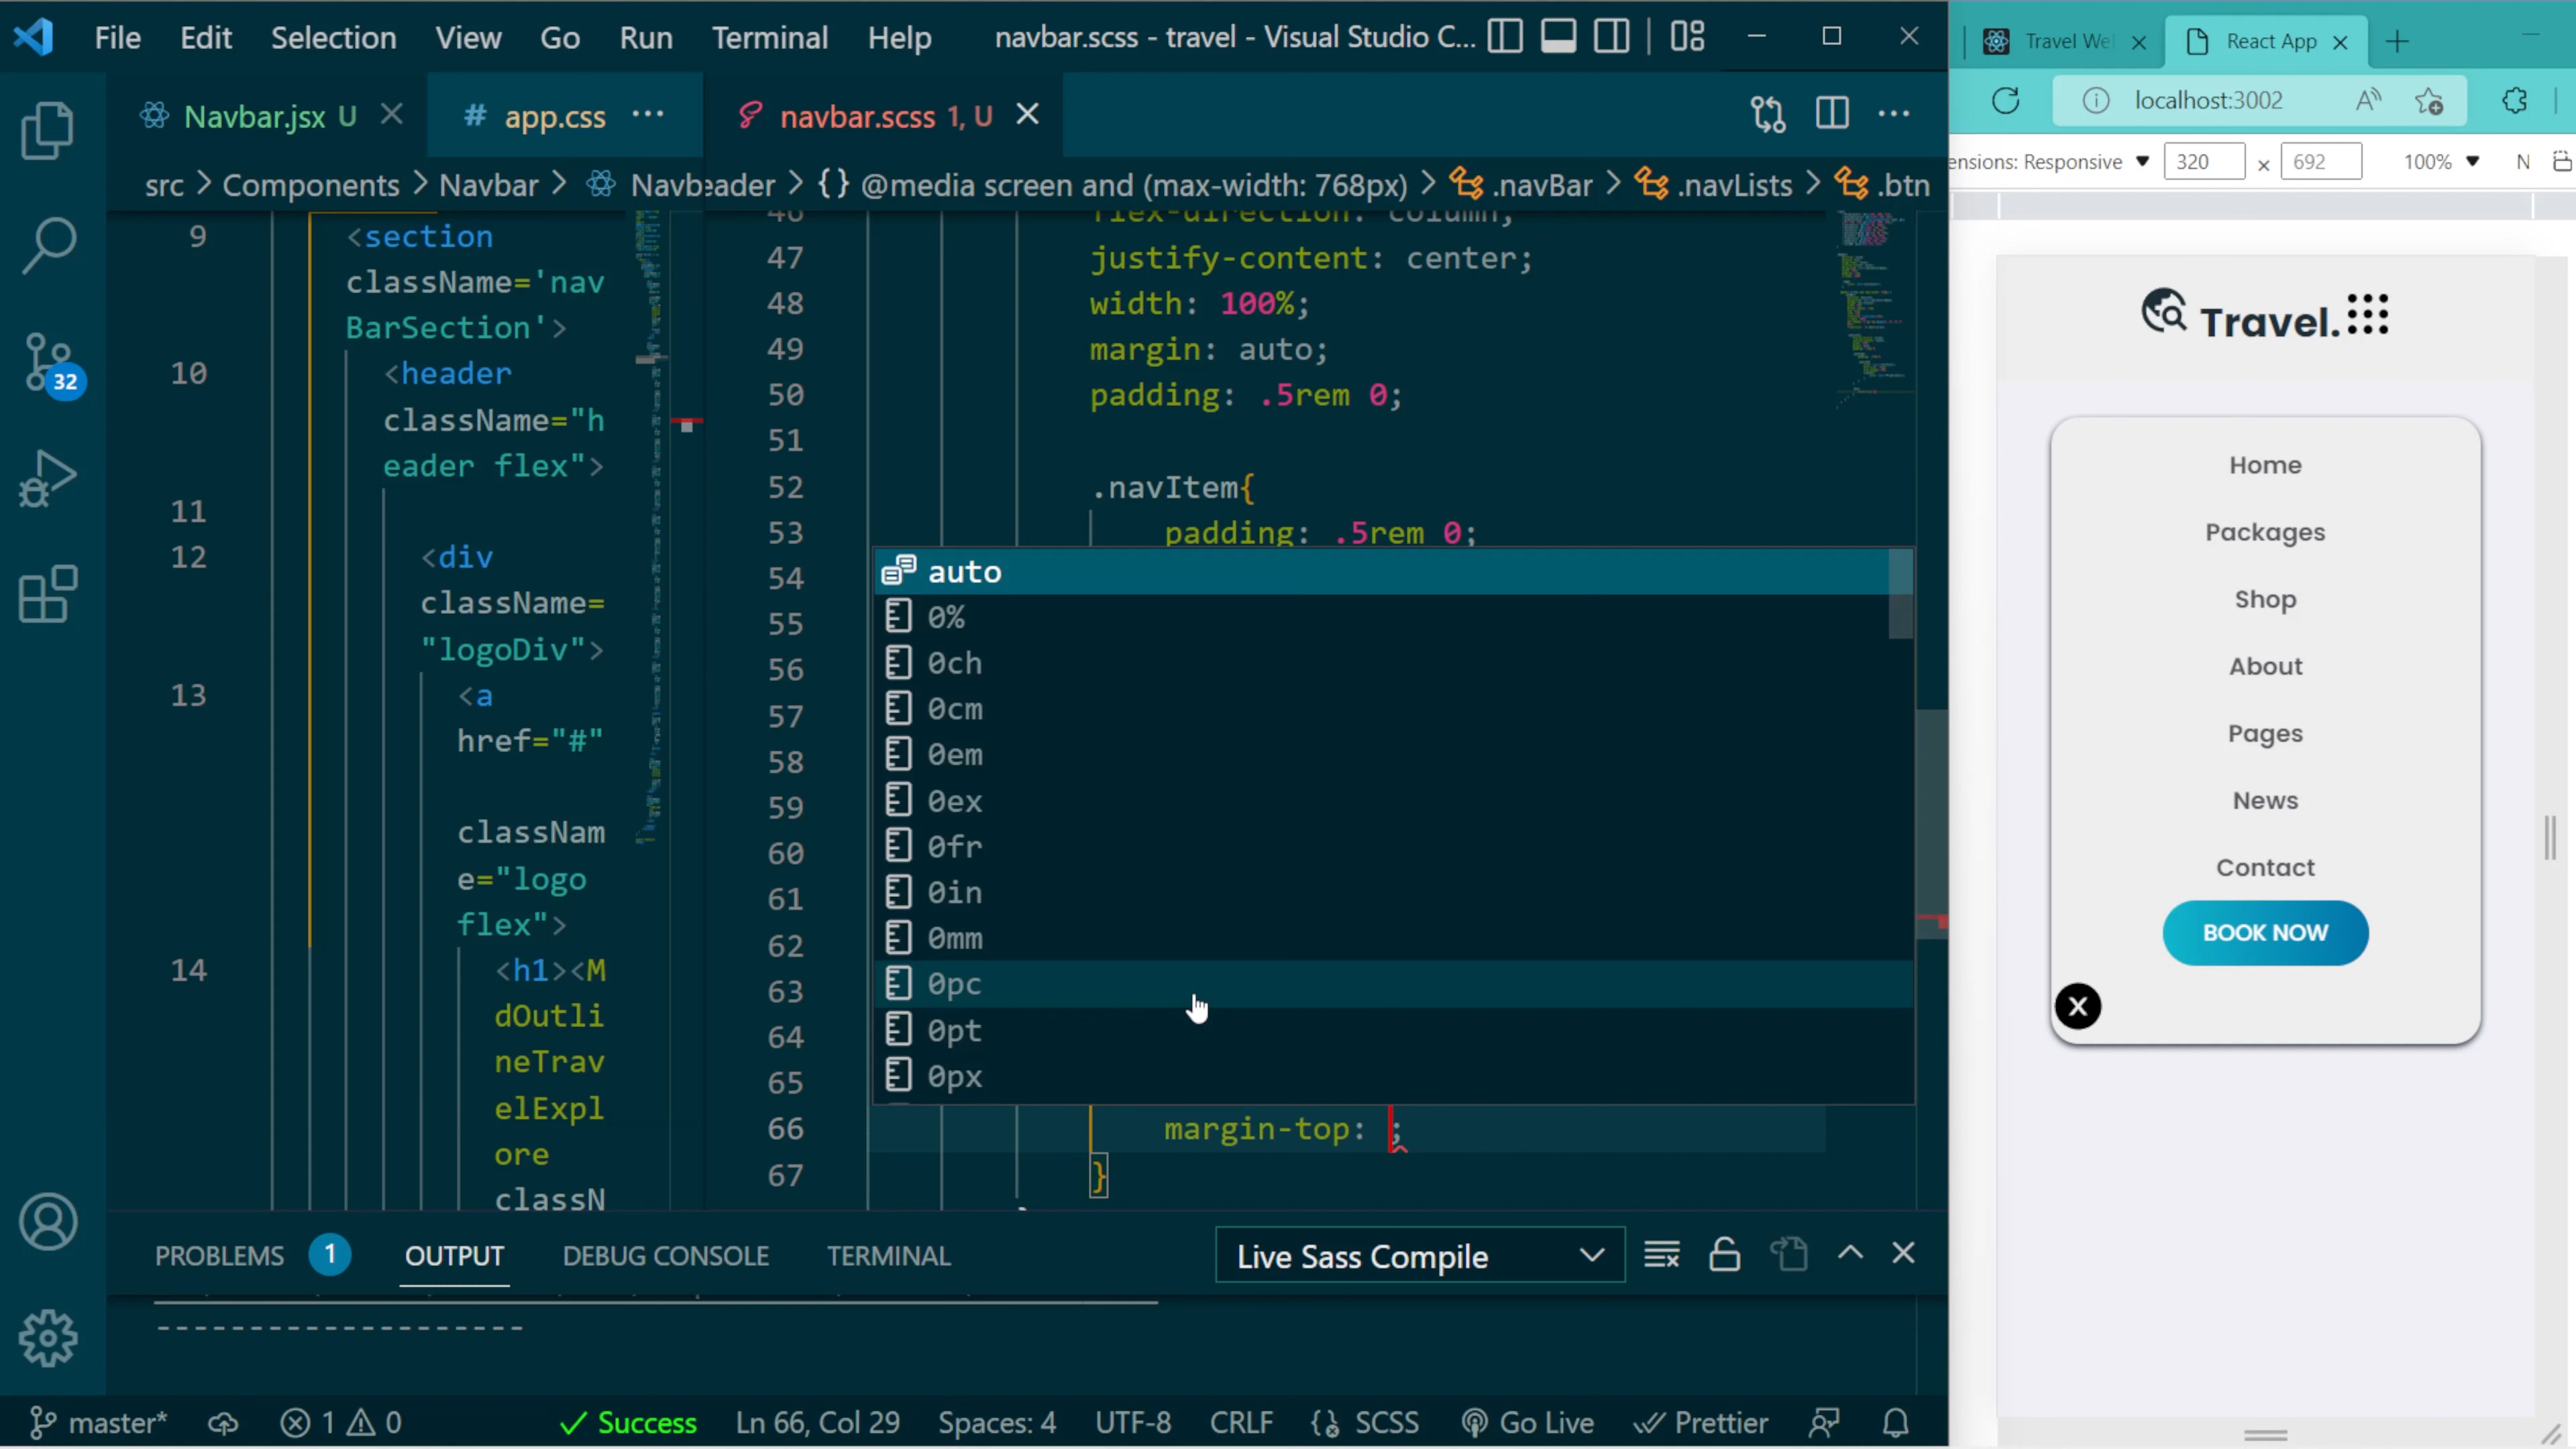 File Edit Selection View Go Run Terminal Help navbar.scss - travel - Visual Studio C...
Navbar.jsx U
# app.css ...
navbar.scss 1, U
src > Components > Navbar > Navbeader > {} @media screen and (max-width: 768px) > .navBar > .navLists > .btn
9 <section
className='nav
BarSection'>
10 <header
className="h
eader flex">
11
12 <div
className=
"logoDiv">
13 <a
href="#"
classNam
e="logo
flex">
14 <h1><M
dOutli
neTrav
elExpl
ore
classN
46 flex-direction: column;
47 justify-content: center;
48 width: 100%;
49 margin: auto;
50 padding: .5rem 0;
51
52 .navItem{
53 padding: .5rem 0;
54
55
56
57
58
59
60
61
62
63
64
65
auto
0%
0ch
0cm
0em
0ex
0fr
0in
0mm
0pc
0pt
0px
66 margin-top: ;
67 }
32
PROBLEMS 1 OUTPUT DEBUG CONSOLE TERMINAL
Live Sass Compile
--------------------
master* 1 0 Success Ln 66, Col 29 Spaces: 4 UTF-8 CRLF SCSS Go Live Prettier
Travel We
React App
localhost:3002
ensions: Responsive 320 × 692 100% N
Travel.
Home
Packages
Shop
About
Pages
News
Contact
BOOK NOW
X